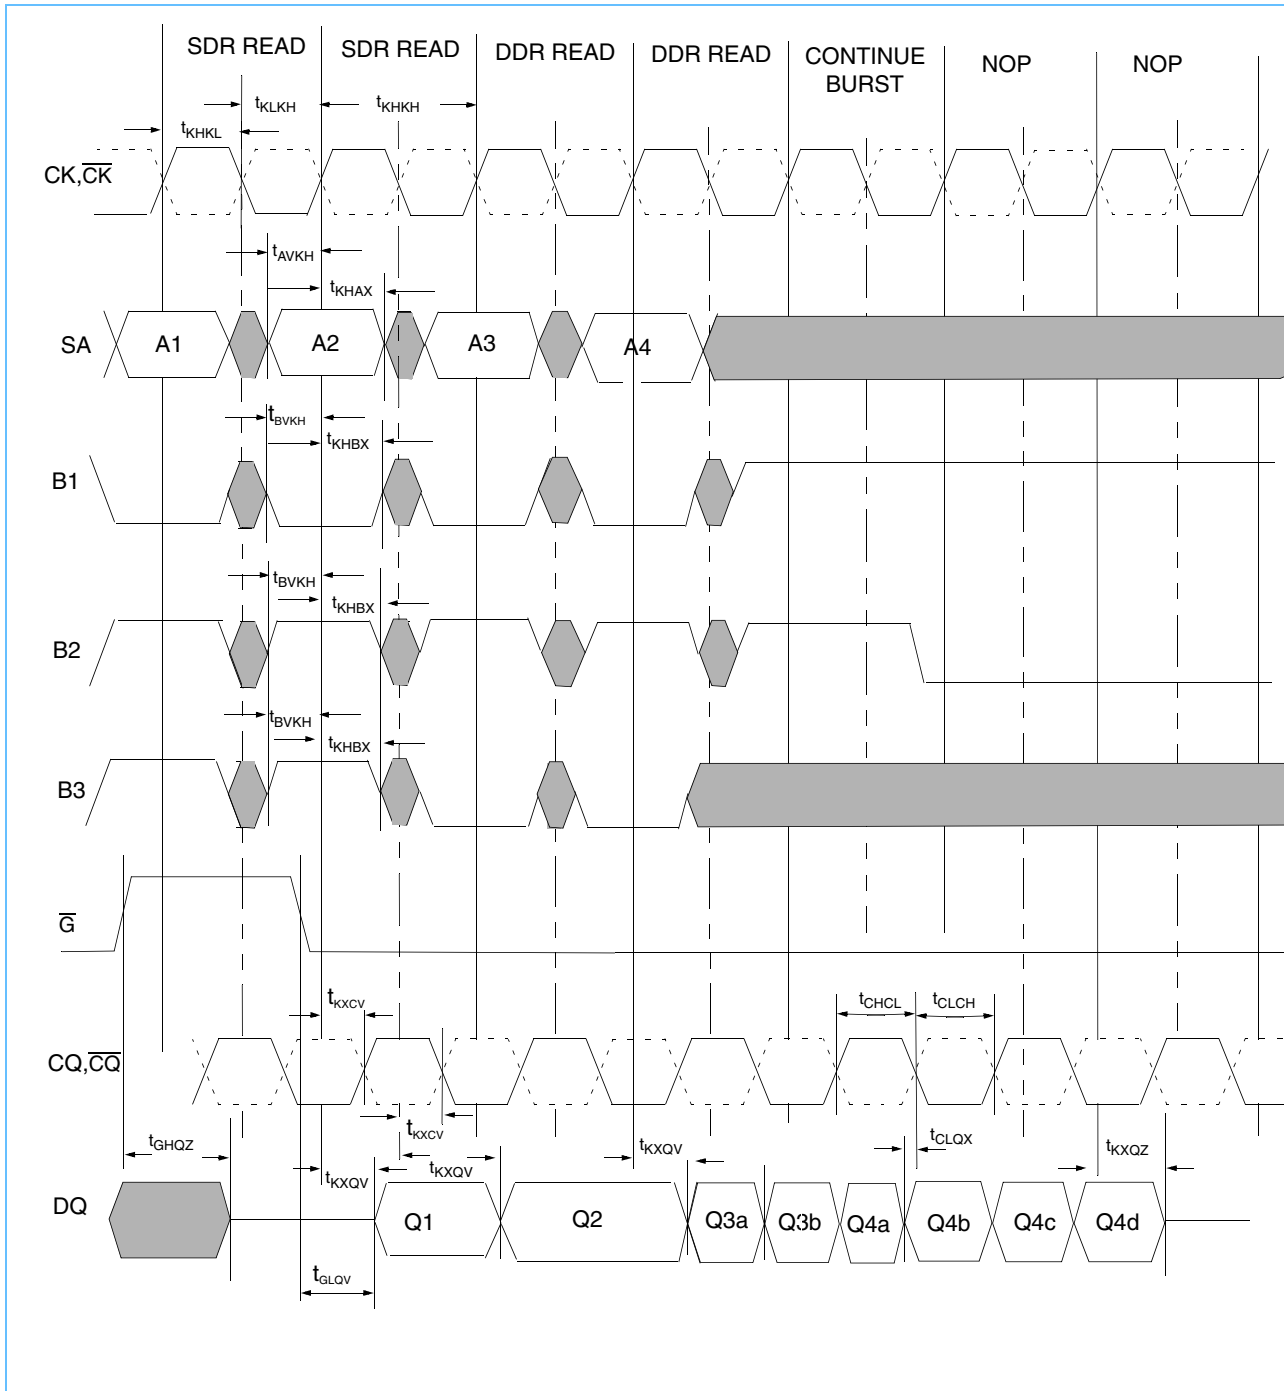 SDR READ
SDR READ
DDR READ
DDR READ
CONTINUE
BURST
NOP
NOP
tKLKH
tKHKH
tKHKL
CK,CK
tAVKH
tKHAX
SA
A1
A2
A3
A4
tBVKH
tKHBX
B1
tBVKH
tKHBX
B2
tBVKH
tKHBX
B3
G
tKXCV
tCHCL
tCLCH
CQ,CQ
tKXCV
tGHQZ
tKXQV
tKXQV
tKXQV
tCLQX
tKXQZ
DQ
Q1
Q2
Q3a
Q3b
Q4a
Q4b
Q4c
Q4d
tGLQV